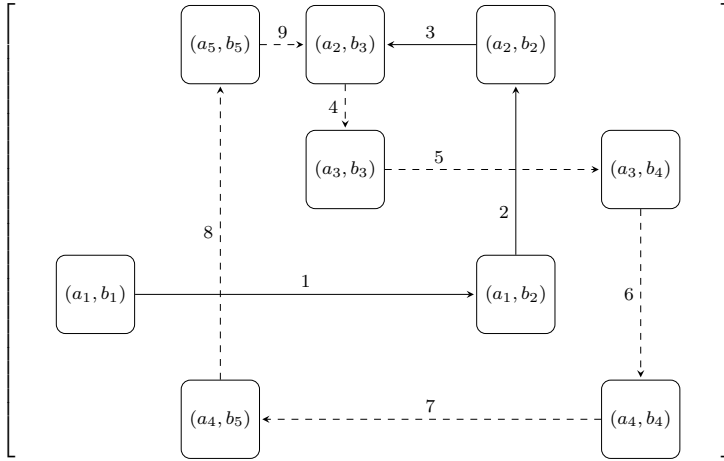 (a₅, b₅) 9 (a₂, b₃) 3 (a₂, b₂)
4
(a₃, b₃) 5 (a₃, b₄)
2
8
(a₁, b₁) 1 (a₁, b₂)
6
(a₄, b₅) 7 (a₄, b₄)